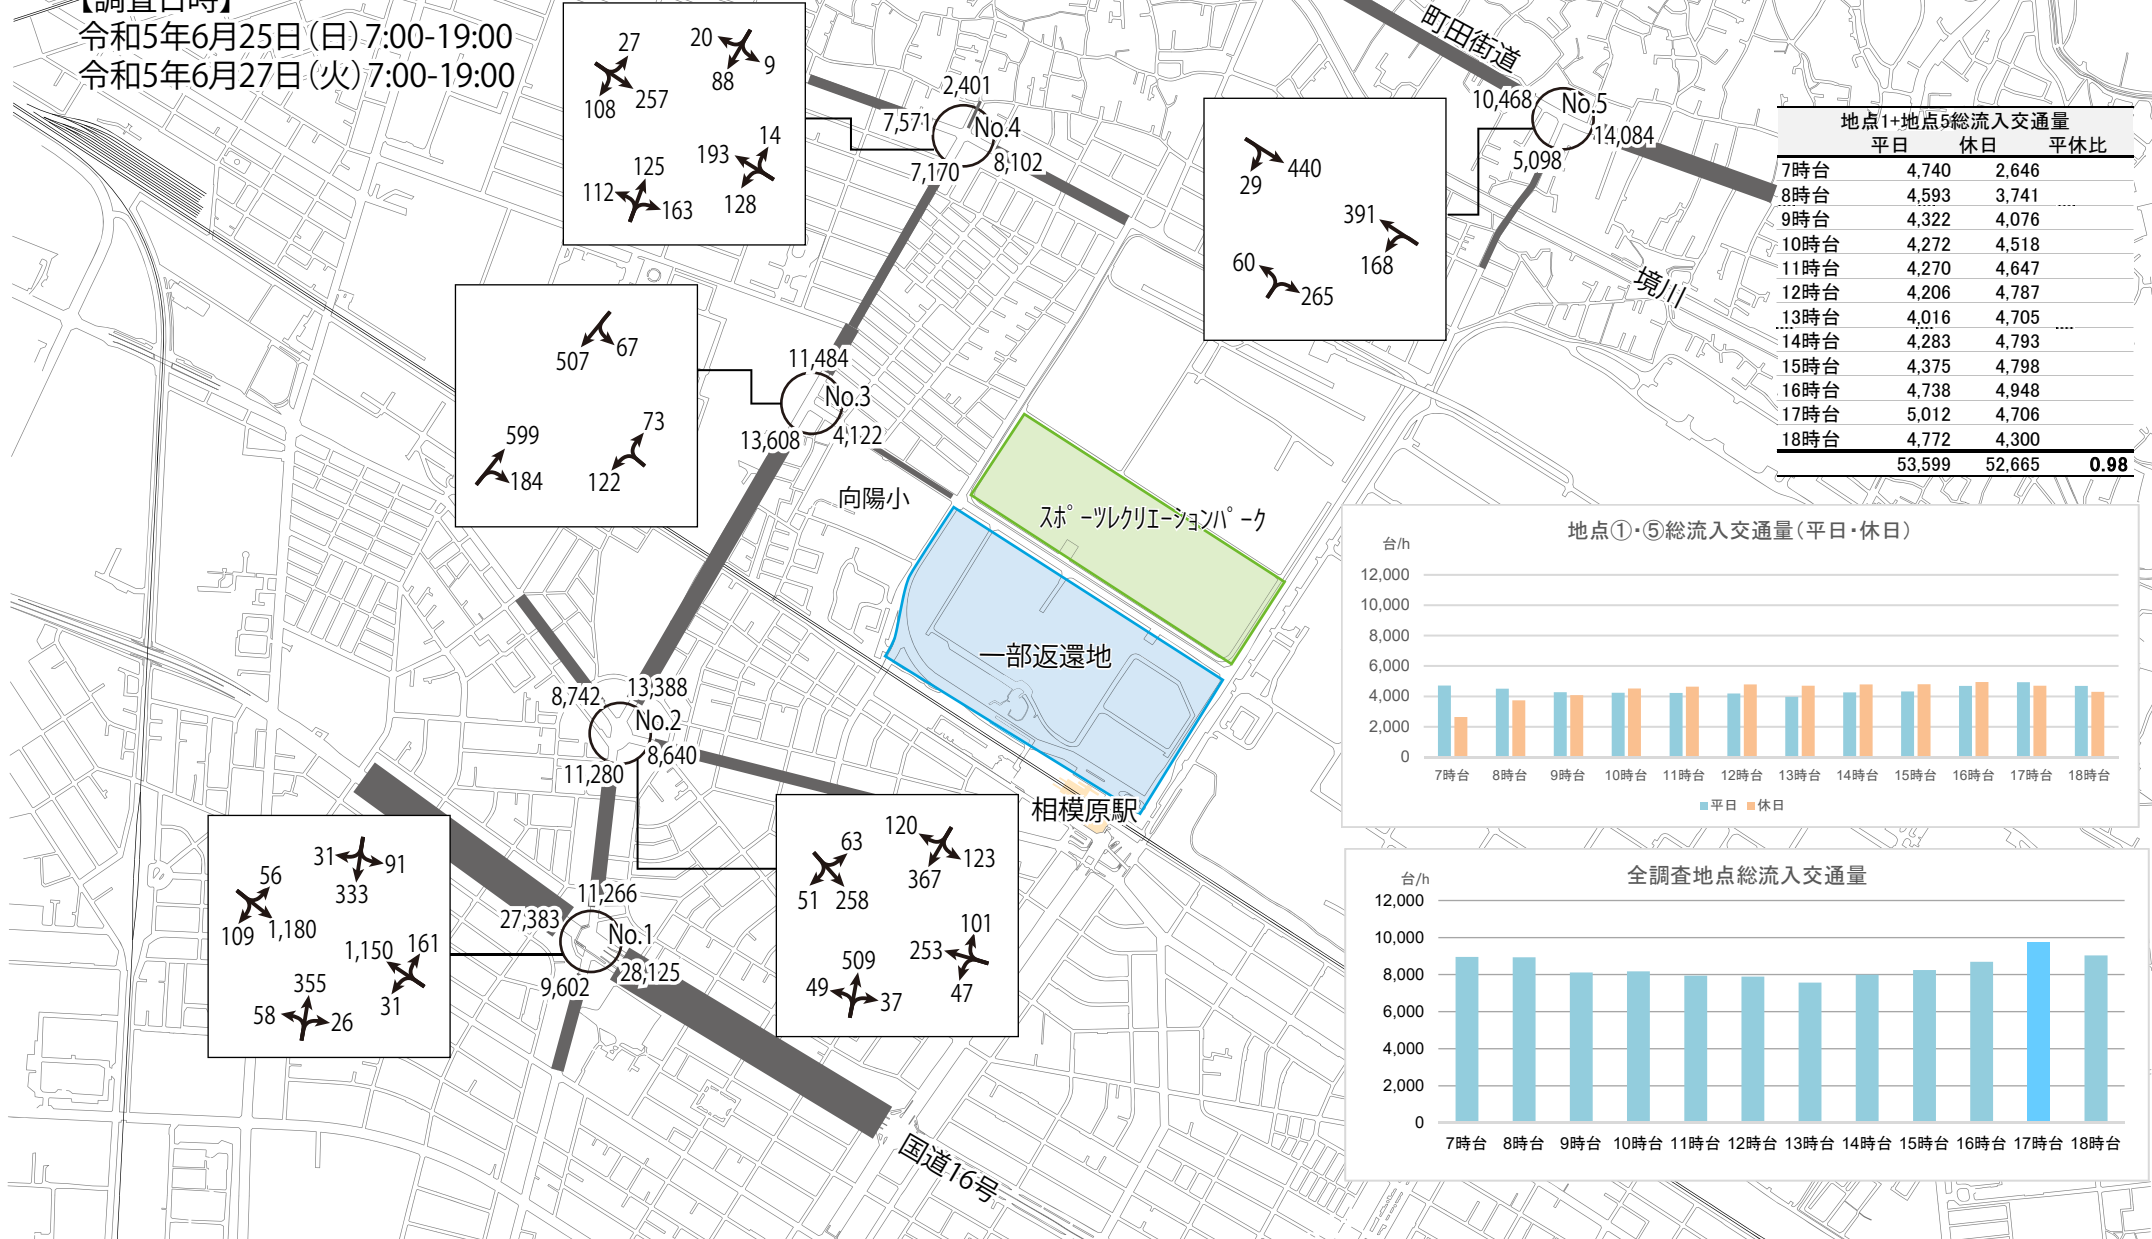 【調査日時】
令和5年6月25日(日)7:00-19:00
令和5年6月27日(火)7:00-19:00
27
257
108
20
9
88
193
14
128
125
112
163
2,401
7,571
No.4
7,170
8,102
町田街道
10,468
No.5
14,084
5,098
440
29
391
168
60
265
境川
地点1+地点5総流入交通量
平日 休日 平休比
7時台 4,740 2,646
8時台 4,593 3,741
9時台 4,322 4,076
10時台 4,272 4,518
11時台 4,270 4,647
12時台 4,206 4,787
13時台 4,016 4,705
14時台 4,283 4,793
15時台 4,375 4,798
16時台 4,738 4,948
17時台 5,012 4,706
18時台 4,772 4,300
53,599 52,665 0.98
507
67
599
184
73
122
11,484
No.3
13,608
4,122
向陽小
スポーツレクリエーションパーク
一部返還地
相模原駅
8,742
13,388
No.2
8,640
11,280
63
51
258
120
123
367
253
101
47
509
49
37
56
109
1,180
31
91
333
1,150
161
31
355
58
26
11,266
27,383
No.1
28,125
9,602
国道16号
地点①・⑤総流入交通量(平日・休日)
台/h
12,000
10,000
8,000
6,000
4,000
2,000
0
7時台 8時台 9時台 10時台 11時台 12時台 13時台 14時台 15時台 16時台 17時台 18時台
平日 休日
全調査地点総流入交通量
台/h
12,000
10,000
8,000
6,000
4,000
2,000
0
7時台 8時台 9時台 10時台 11時台 12時台 13時台 14時台 15時台 16時台 17時台 18時台